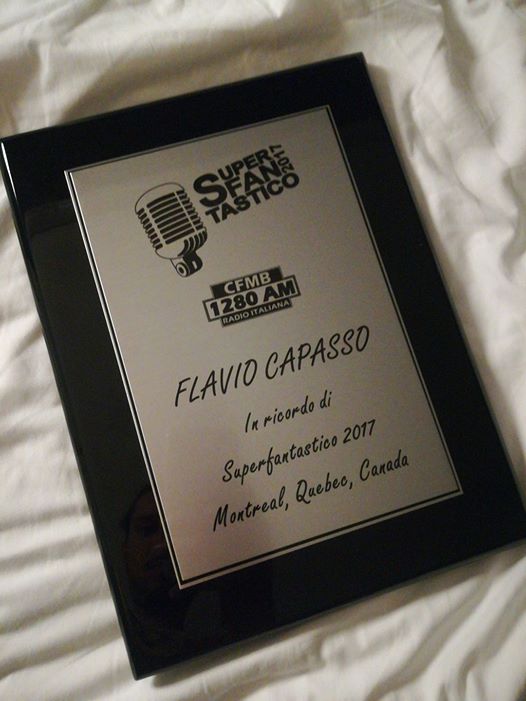 SUPER
FAN 2017
TASTICO
CFMB
1280 AM
RADIO ITALIANA
FLAVIO CAPASSO
In ricordo di
Superfantastico 2017
Montreal, Quebec, Canada